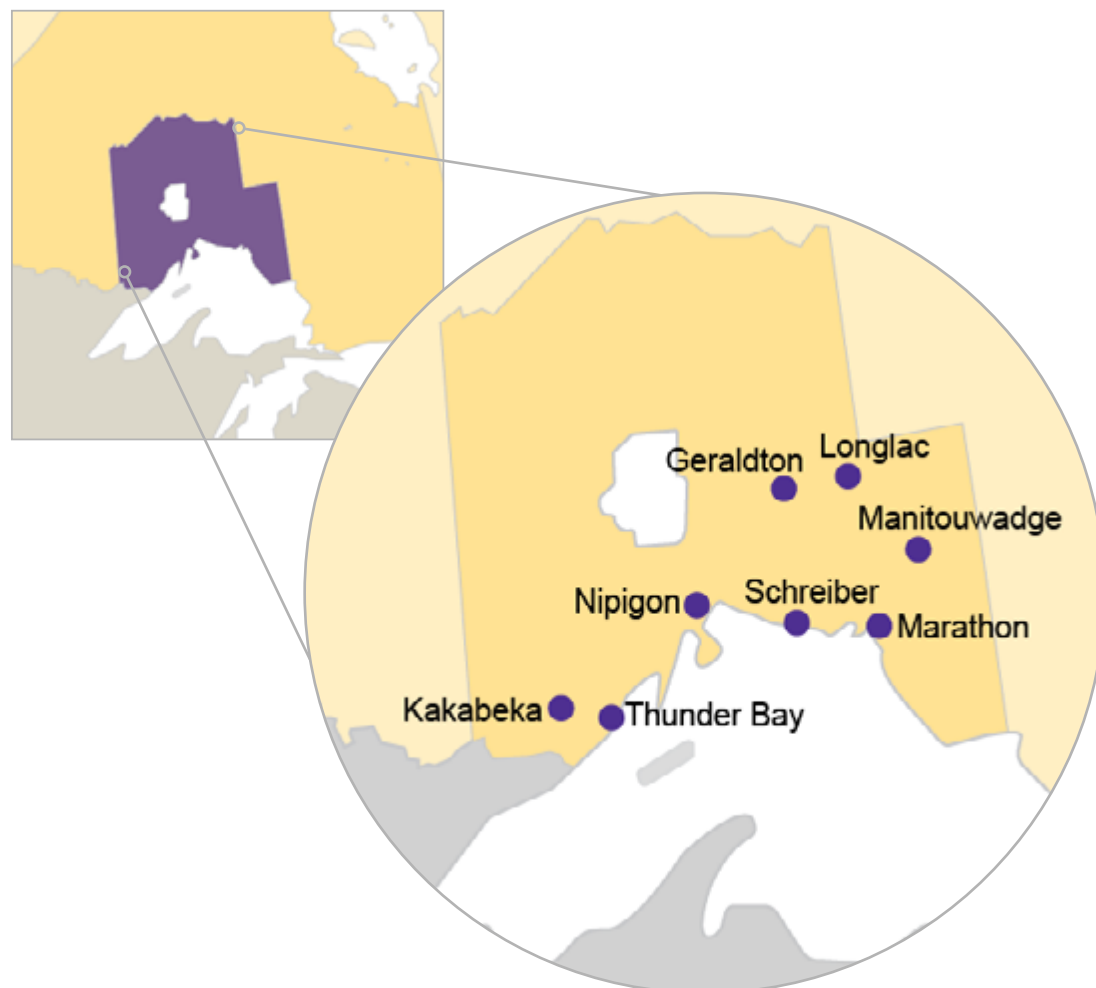 Longlac
Geraldton
Manitouwadge
Schreiber
Nipigon
Marathon
Kakabeka
Thunder Bay